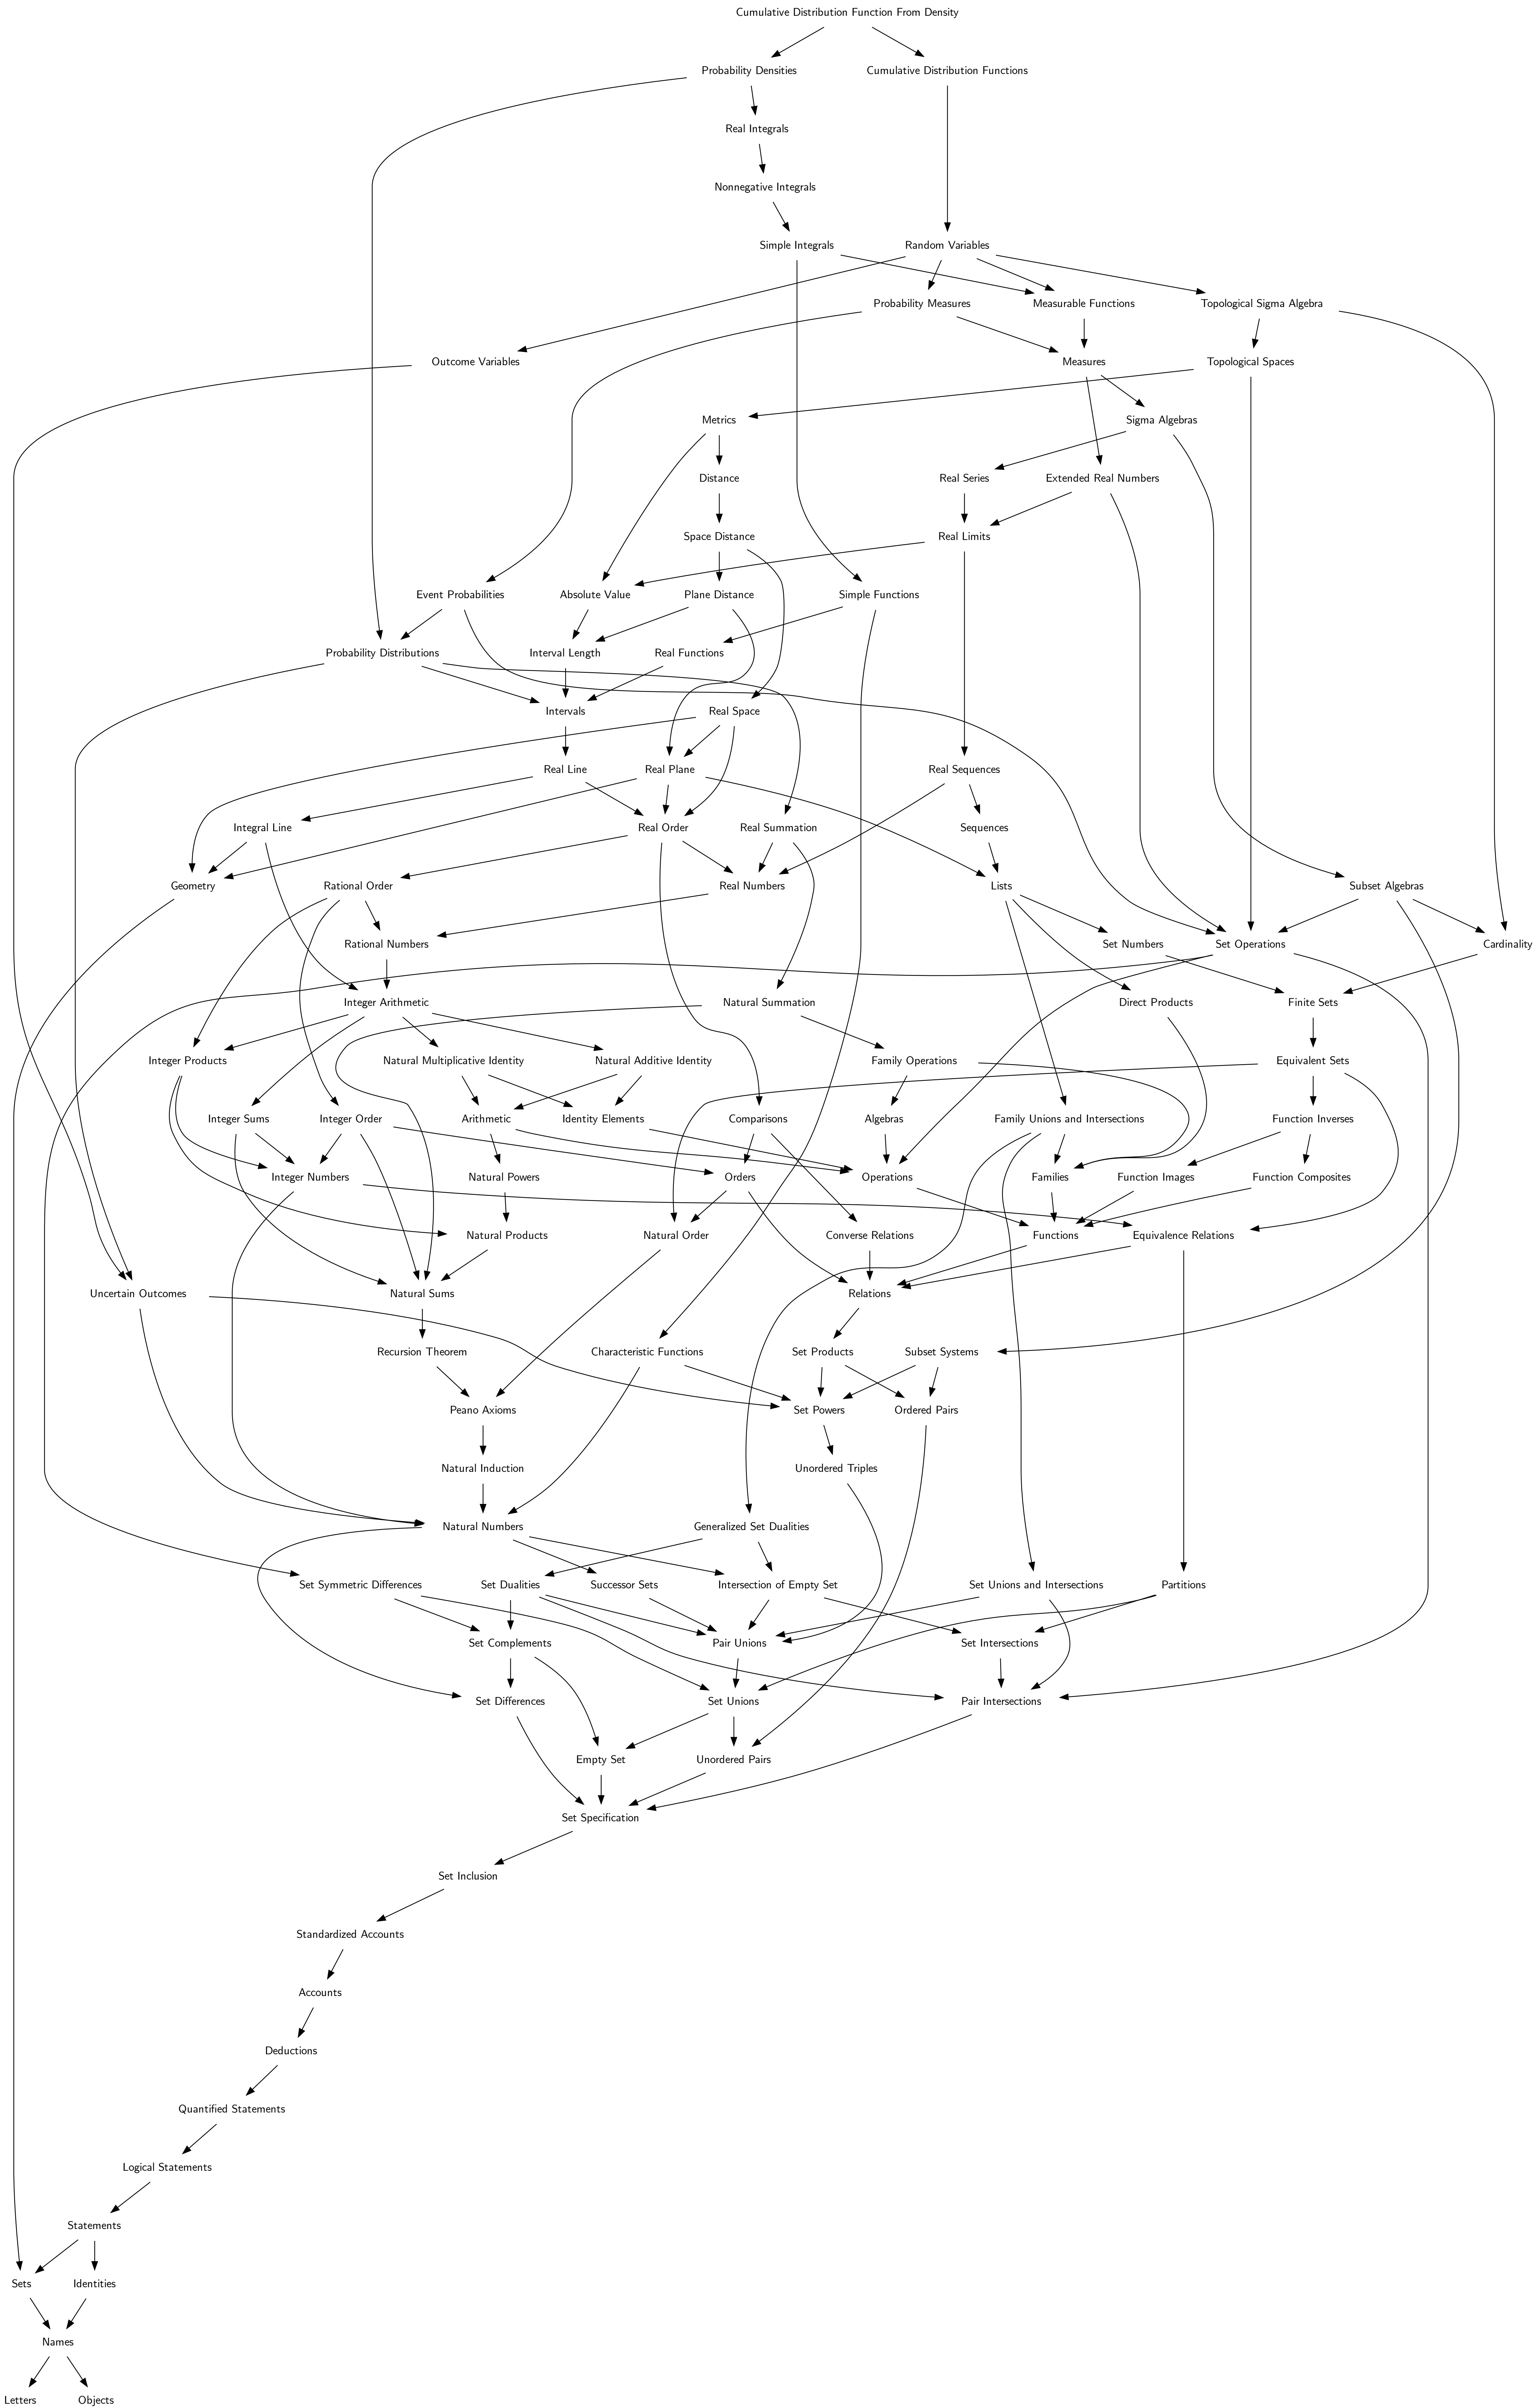 Cumulative Distribution Function From Density
Probability Densities
Cumulative Distribution Functions
Real Integrals
Nonnegative Integrals
Simple Integrals
Random Variables
Probability Measures
Measurable Functions
Topological Sigma Algebra
Outcome Variables
Measures
Topological Spaces
Metrics
Sigma Algebras
Distance
Real Series
Extended Real Numbers
Space Distance
Real Limits
Event Probabilities
Absolute Value
Plane Distance
Simple Functions
Probability Distributions
Interval Length
Real Functions
Intervals
Real Space
Real Line
Real Plane
Real Sequences
Integral Line
Real Order
Real Summation
Sequences
Geometry
Rational Order
Real Numbers
Lists
Subset Algebras
Rational Numbers
Set Numbers
Set Operations
Cardinality
Integer Arithmetic
Natural Summation
Direct Products
Finite Sets
Integer Products
Natural Multiplicative Identity
Natural Additive Identity
Family Operations
Equivalent Sets
Integer Sums
Integer Order
Arithmetic
Identity Elements
Comparisons
Algebras
Family Unions and Intersections
Function Inverses
Integer Numbers
Natural Powers
Orders
Operations
Families
Function Images
Function Composites
Natural Products
Natural Order
Converse Relations
Functions
Equivalence Relations
Uncertain Outcomes
Natural Sums
Relations
Recursion Theorem
Characteristic Functions
Set Products
Subset Systems
Peano Axioms
Set Powers
Ordered Pairs
Natural Induction
Unordered Triples
Natural Numbers
Generalized Set Dualities
Set Symmetric Differences
Set Dualities
Successor Sets
Intersection of Empty Set
Set Unions and Intersections
Partitions
Set Complements
Pair Unions
Set Intersections
Set Differences
Set Unions
Pair Intersections
Empty Set
Unordered Pairs
Set Specification
Set Inclusion
Standardized Accounts
Accounts
Deductions
Quantified Statements
Logical Statements
Statements
Sets
Identities
Names
Letters
Objects